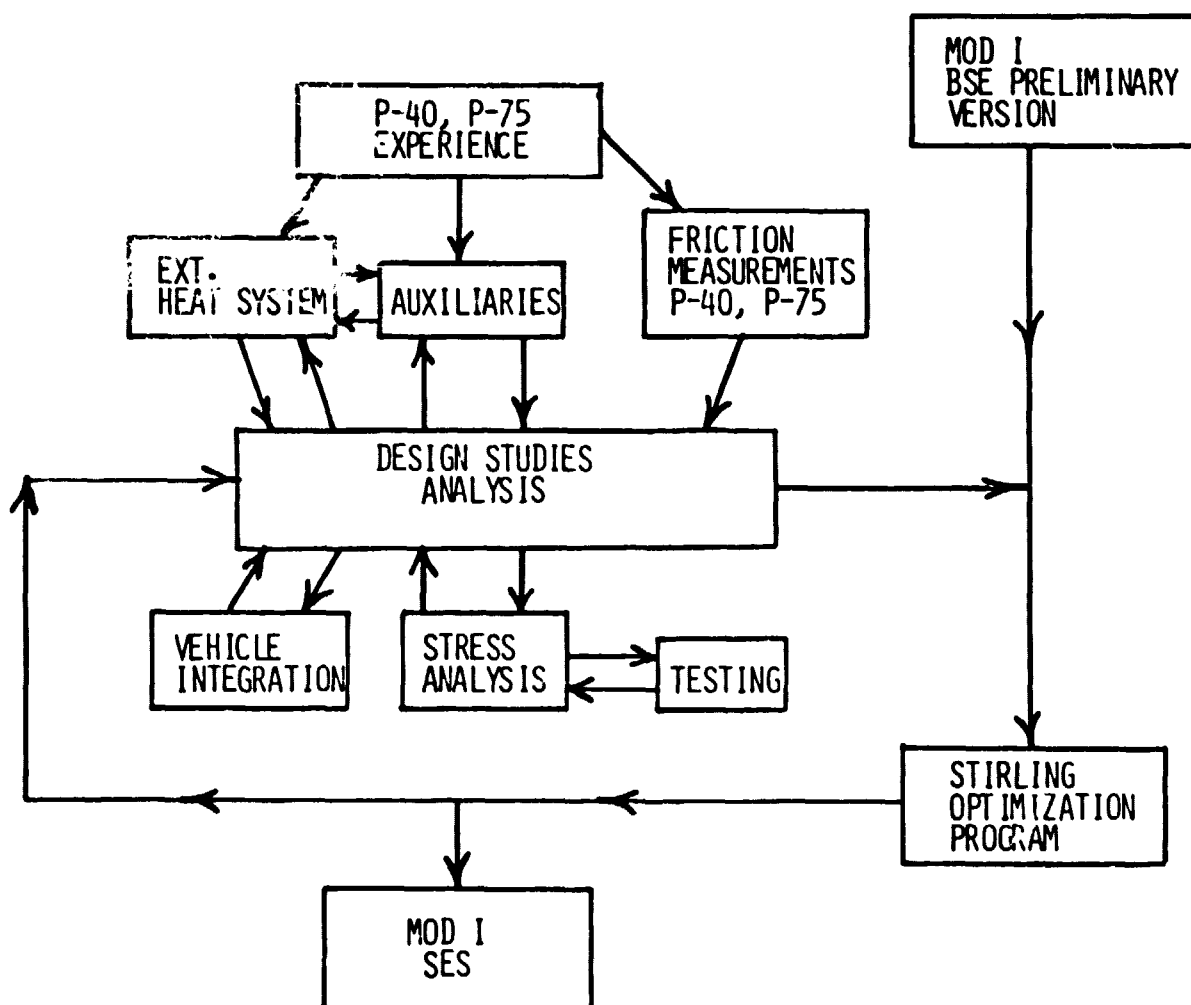 MOD I
BSE PRELIMINARY
VERSION
P-40, P-75
EXPERIENCE
FRICTION
MEASUREMENTS
P-40, P-75
EXT.
HEAT SYSTEM
AUXILIARIES
DESIGN STUDIES
ANALYSIS
VEHICLE
INTEGRATION
STRESS
ANALYSIS
TESTING
STIRLING
OPTIMIZATION
PROGRAM
MOD I
SES